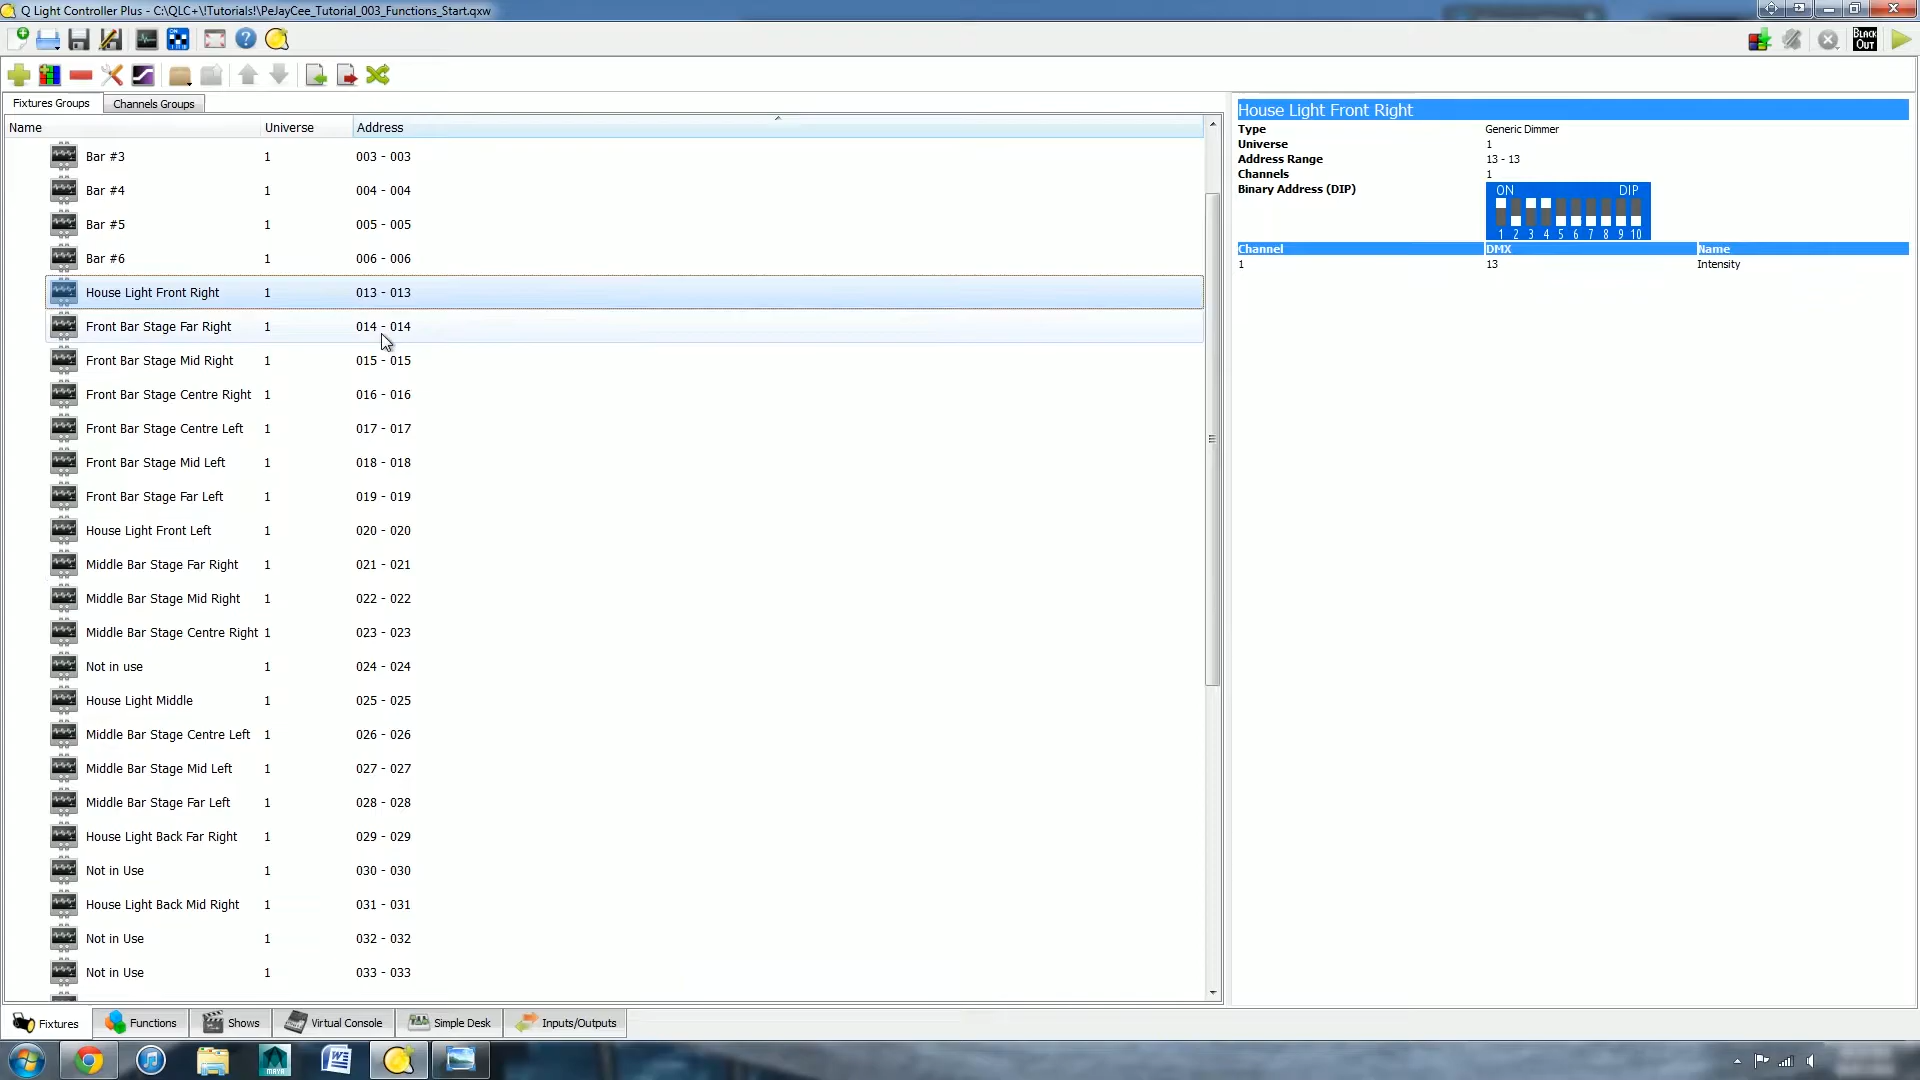 Q Light Controller Plus - C:\QLC+\!Tutorials!\PeJayCee_Tutorial_003_Functions_Start.qxw
BLACK OUT
Fixtures Groups Channels Groups
Name Universe Address
Bar #3 1 003 - 003
Bar #4 1 004 - 004
Bar #5 1 005 - 005
Bar #6 1 006 - 006
House Light Front Right 1 013 - 013
Front Bar Stage Far Right 1 014 - 014
Front Bar Stage Mid Right 1 015 - 015
Front Bar Stage Centre Right 1 016 - 016
Front Bar Stage Centre Left 1 017 - 017
Front Bar Stage Mid Left 1 018 - 018
Front Bar Stage Far Left 1 019 - 019
House Light Front Left 1 020 - 020
Middle Bar Stage Far Right 1 021 - 021
Middle Bar Stage Mid Right 1 022 - 022
Middle Bar Stage Centre Right 1 023 - 023
Not in use 1 024 - 024
House Light Middle 1 025 - 025
Middle Bar Stage Centre Left 1 026 - 026
Middle Bar Stage Mid Left 1 027 - 027
Middle Bar Stage Far Left 1 028 - 028
House Light Back Far Right 1 029 - 029
Not in Use 1 030 - 030
House Light Back Mid Right 1 031 - 031
Not in Use 1 032 - 032
Not in Use 1 033 - 033
House Light Front Right
Type Generic Dimmer
Universe 1
Address Range 13 - 13
Channels 1
Binary Address (DIP)
ON DIP
1 2 3 4 5 6 7 8 9 10
Channel DMX Name
1 13 Intensity
Fixtures Functions Shows Virtual Console Simple Desk Inputs/Outputs
MAYA